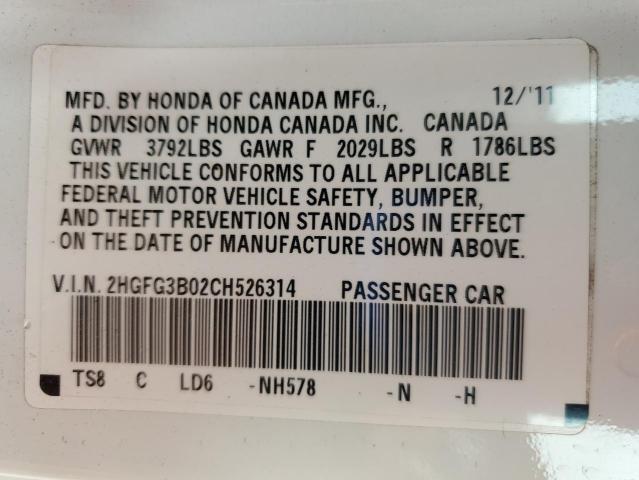 MFD. BY HONDA OF CANADA MFG., 12/'11
A DIVISION OF HONDA CANADA INC. CANADA
GVWR 3792LBS GAWR F 2029LBS R 1786LBS
THIS VEHICLE CONFORMS TO ALL APPLICABLE
FEDERAL MOTOR VEHICLE SAFETY, BUMPER,
AND THEFT PREVENTION STANDARDS IN EFFECT
ON THE DATE OF MANUFACTURE SHOWN ABOVE.
V.I.N. 2HGFG3B02CH526314 PASSENGER CAR
TS8 C LD6 -NH578 -N -H